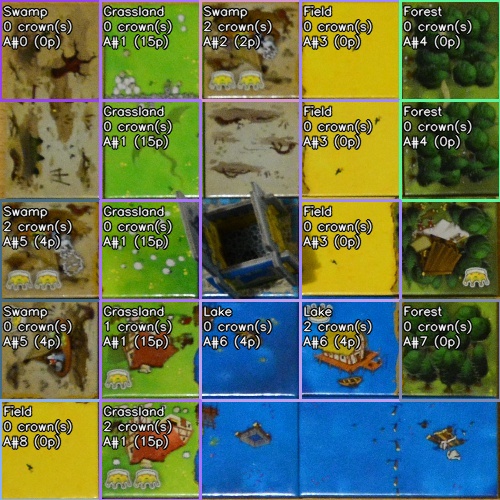 Swamp
0 crown(s)
A#0 (0p)
Grassland
0 crown(s)
A#1 (15p)
Swamp
2 crown(s)
A#2 (2p)
Field
0 crown(s)
A#3 (0p)
Forest
0 crown(s)
A#4 (0p)
Grassland
0 crown(s)
A#1 (15p)
Field
0 crown(s)
A#3 (0p)
Forest
0 crown(s)
A#4 (0p)
Swamp
2 crown(s)
A#5 (4p)
Grassland
0 crown(s)
A#1 (15p)
Field
0 crown(s)
A#3 (0p)
Swamp
0 crown(s)
A#5 (4p)
Grassland
1 crown(s)
A#1 (15p)
Lake
0 crown(s)
A#6 (4p)
Lake
2 crown(s)
A#6 (4p)
Forest
0 crown(s)
A#7 (0p)
Field
0 crown(s)
A#8 (0p)
Grassland
2 crown(s)
A#1 (15p)